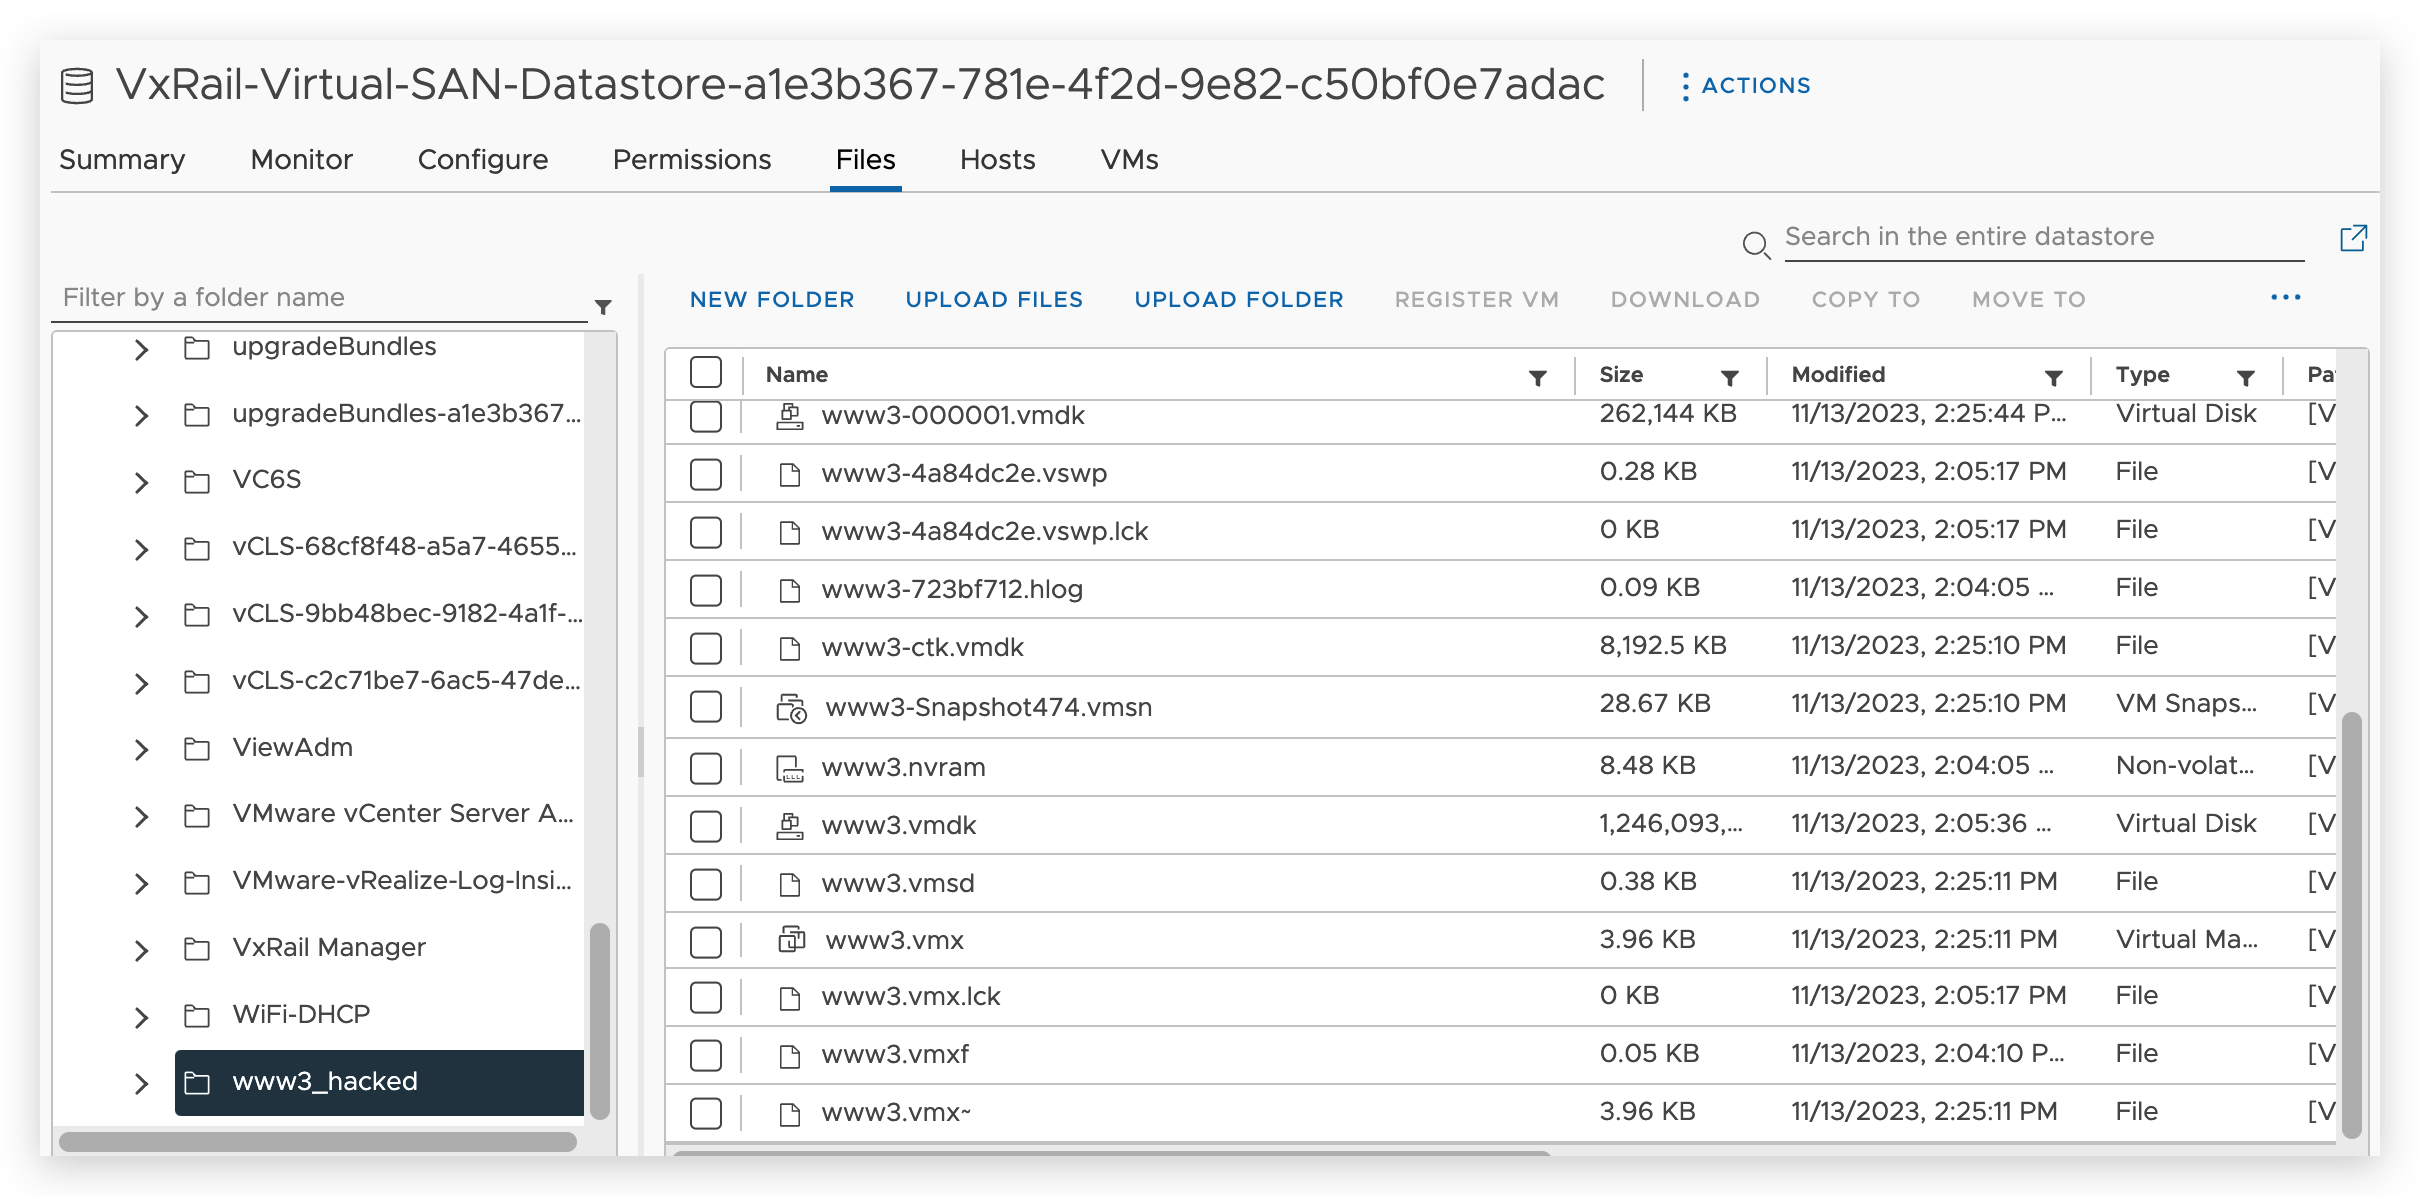 VxRail-Virtual-SAN-Datastore-a1e3b367-781e-4f2d-9e82-c50bf0e7adac ACTIONS
Summary Monitor Configure Permissions Files Hosts VMs
Search in the entire datastore
Filter by a folder name
upgradeBundles
upgradeBundles-a1e3b367...
VC6S
vCLS-68cf8f48-a5a7-4655...
vCLS-9bb48bec-9182-4a1f-...
vCLS-c2c71be7-6ac5-47de...
ViewAdm
VMware vCenter Server A...
VMware-vRealize-Log-Insi...
VxRail Manager
WiFi-DHCP
www3_hacked
NEW FOLDER UPLOAD FILES UPLOAD FOLDER REGISTER VM DOWNLOAD COPY TO MOVE TO ...
Name Size Modified Type Pa
www3-000001.vmdk 262,144 KB 11/13/2023, 2:25:44 P... Virtual Disk [V
www3-4a84dc2e.vswp 0.28 KB 11/13/2023, 2:05:17 PM File [V
www3-4a84dc2e.vswp.lck 0 KB 11/13/2023, 2:05:17 PM File [V
www3-723bf712.hlog 0.09 KB 11/13/2023, 2:04:05 ... File [V
www3-ctk.vmdk 8,192.5 KB 11/13/2023, 2:25:10 PM File [V
www3-Snapshot474.vmsn 28.67 KB 11/13/2023, 2:25:10 PM VM Snaps... [V
www3.nvram 8.48 KB 11/13/2023, 2:04:05 ... Non-volat... [V
www3.vmdk 1,246,093,... 11/13/2023, 2:05:36 ... Virtual Disk [V
www3.vmsd 0.38 KB 11/13/2023, 2:25:11 PM File [V
www3.vmx 3.96 KB 11/13/2023, 2:25:11 PM Virtual Ma... [V
www3.vmx.lck 0 KB 11/13/2023, 2:05:17 PM File [V
www3.vmxf 0.05 KB 11/13/2023, 2:04:10 P... File [V
www3.vmx~ 3.96 KB 11/13/2023, 2:25:11 PM File [V